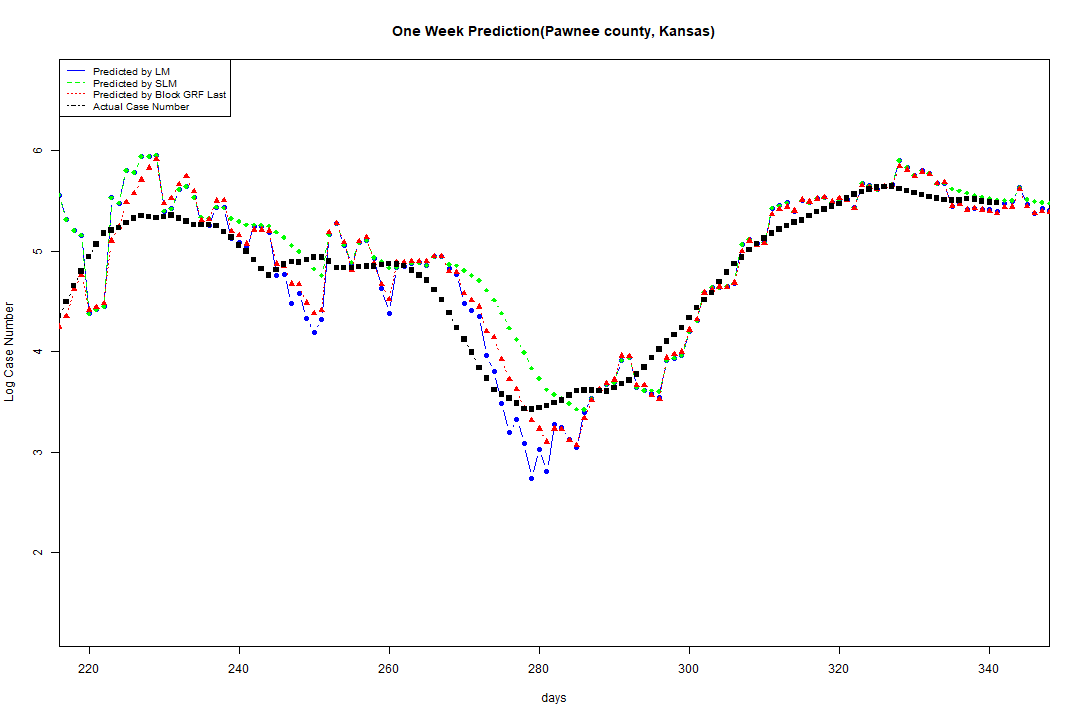 One Week Prediction(Pawnee county, Kansas)
Predicted by LM
Predicted by SLM
Predicted by Block GRF Last
Actual Case Number
6
5
4
3
2
Log Case Number
220 240 260 280 300 320 340
days